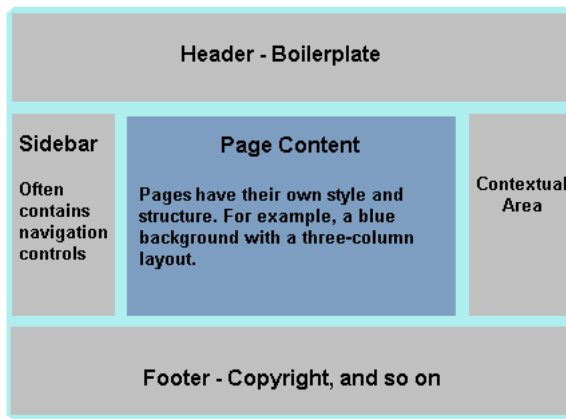 Header - Boilerplate
Sidebar
Often
contains
navigation
controls
Page Content
Pages have their own style and
structure. For example, a blue
background with a three-column
layout.
Contextual
Area
Footer - Copyright, and so on